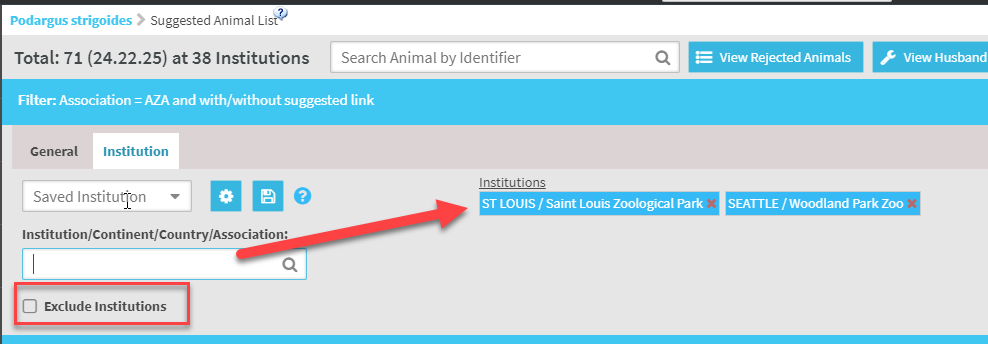 Podargus strigoides > Suggested Animal List ?
Total: 71 (24.22.25) at 38 Institutions
Search Animal by Identifier
View Rejected Animals
View Husband
Filter: Association = AZA and with/without suggested link
General
Institution
Saved Institution
?
Institutions
ST LOUIS / Saint Louis Zoological Park ×
SEATTLE / Woodland Park Zoo ×
Institution/Continent/Country/Association:
Exclude Institutions